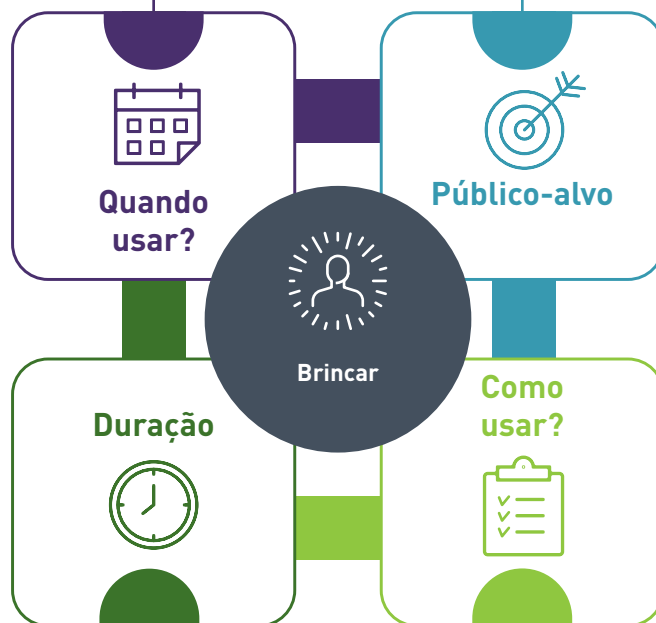 Quando
usar?
Público-alvo
Brincar
Duração
Como
usar?